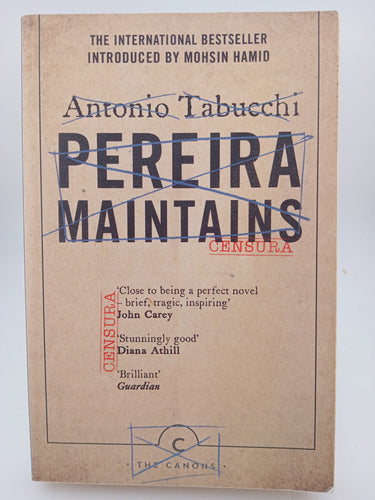 THE INTERNATIONAL BESTSELLER
INTRODUCED BY MOHSIN HAMID
Antonio Tabucchi
PEREIRA
MAINTAINS
CENSURA
CENSURA
‘Close to being a perfect novel
brief, tragic, inspiring’
John Carey
‘Stunningly good’
Diana Athill
‘Brilliant’
Guardian
C
· THE CANONS ·